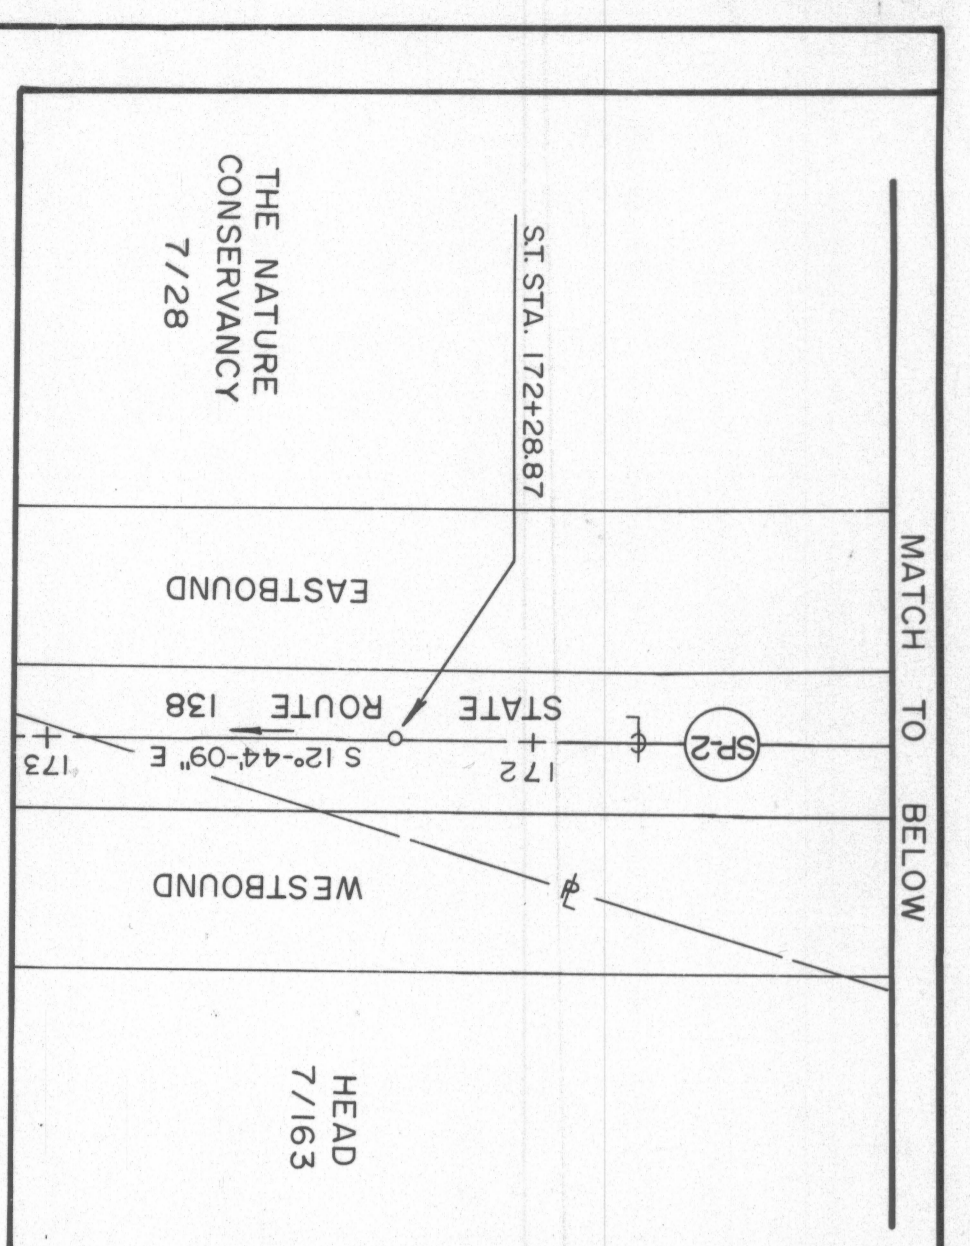 THE NATURE
CONSERVANCY
7/28
S.T. STA. 172+28.87
MATCH TO BELOW
EASTBOUND
STATE ROUTE 138
SP-2
℄
172
S 12°-44'-09" E
173
WESTBOUND
PL
HEAD
7/163